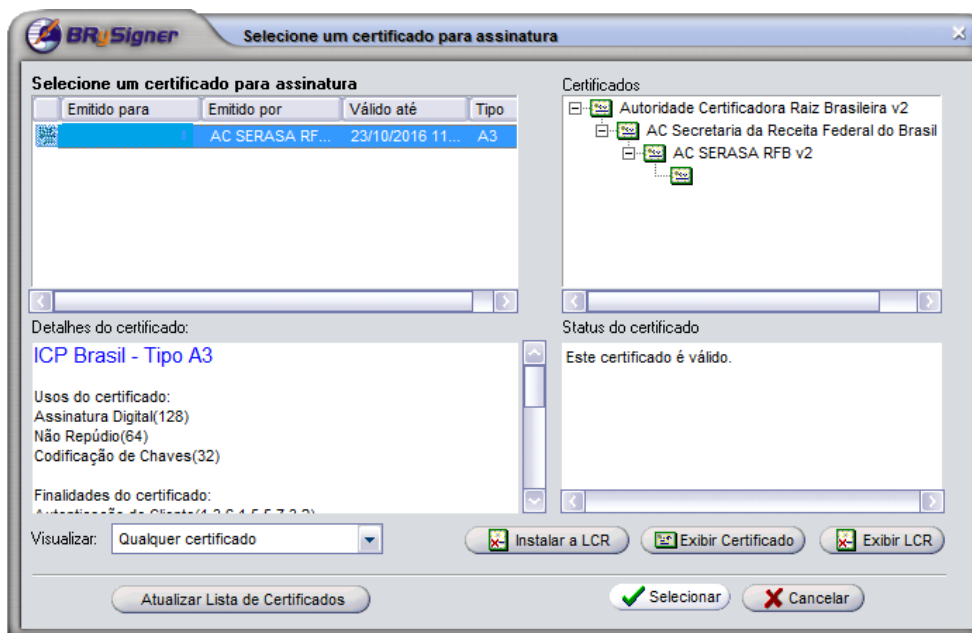 BRySigner
Selecione um certificado para assinatura
Selecione um certificado para assinatura
Emitido para Emitido por Válido até Tipo
AC SERASA RF... 23/10/2016 11... A3
Certificados
Autoridade Certificadora Raiz Brasileira v2
AC Secretaria da Receita Federal do Brasil
AC SERASA RFB v2
Detalhes do certificado:
ICP Brasil - Tipo A3
Usos do certificado:
Assinatura Digital(128)
Não Repúdio(64)
Codificação de Chaves(32)
Finalidades do certificado:
Status do certificado
Este certificado é válido.
Visualizar: Qualquer certificado
Instalar a LCR Exibir Certificado Exibir LCR
Atualizar Lista de Certificados
Selecionar Cancelar